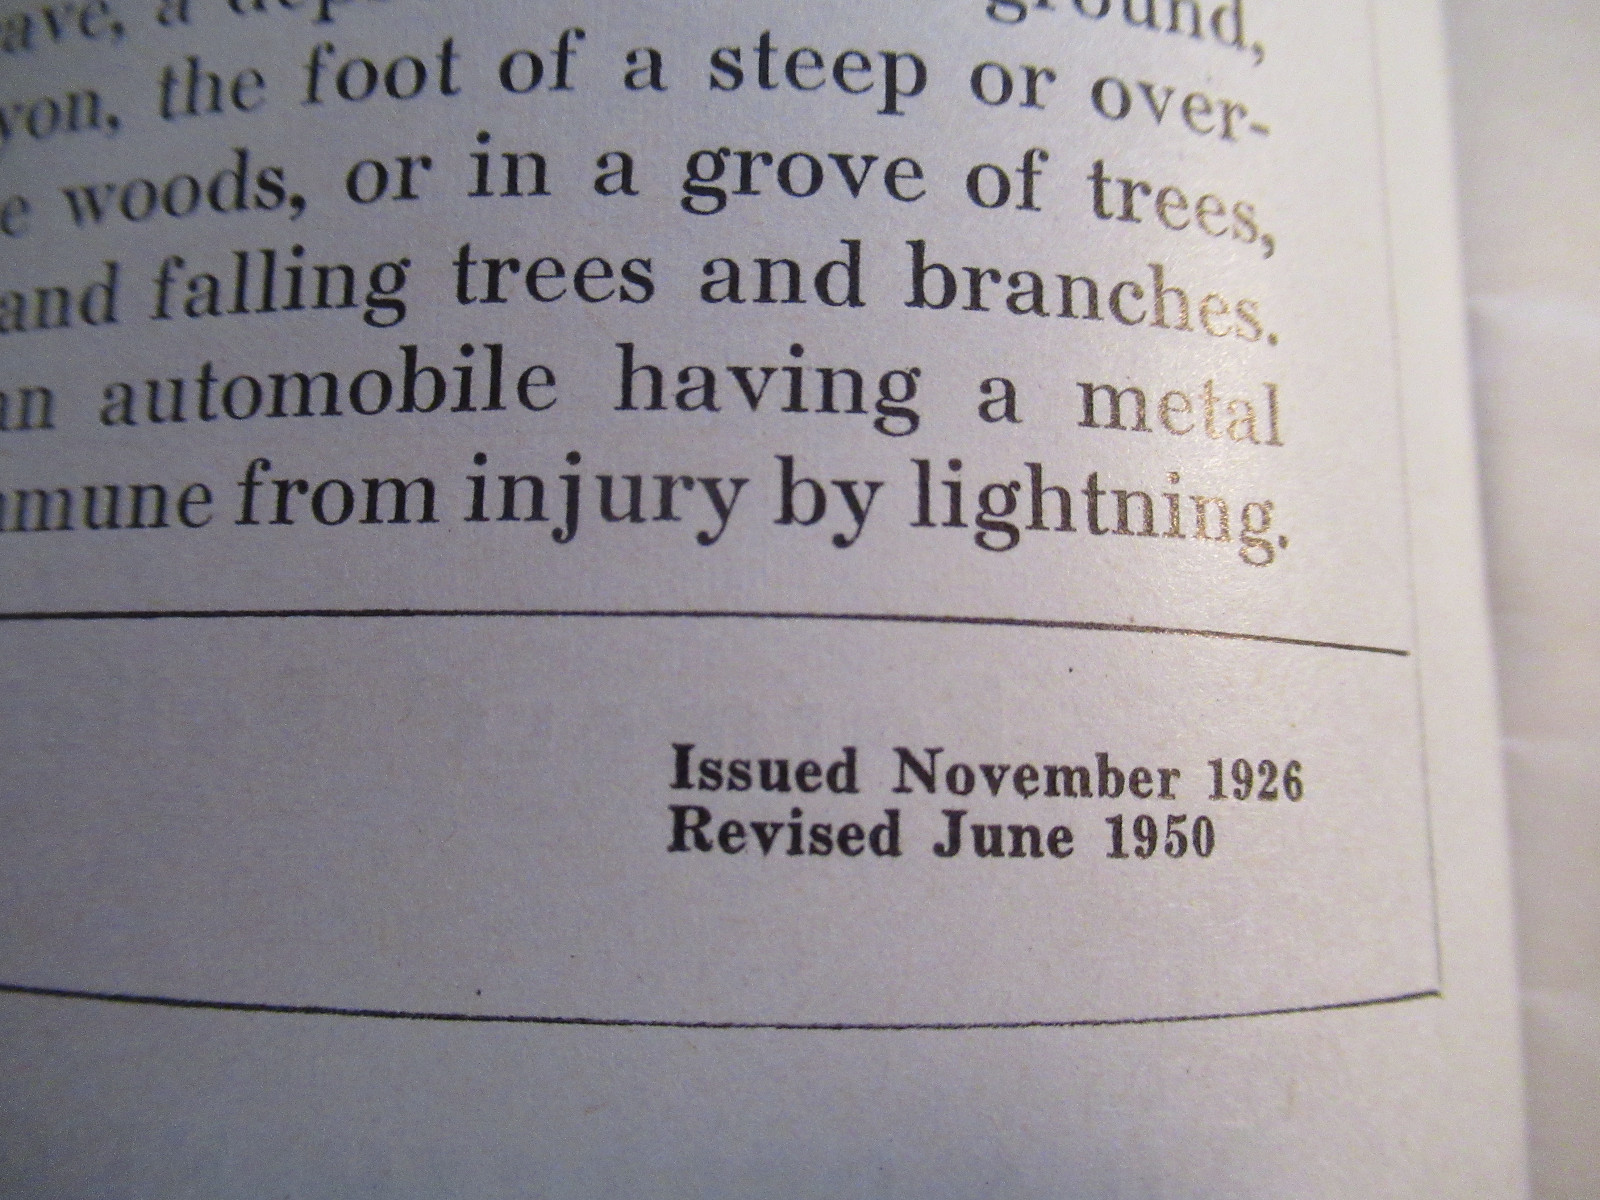 the foot of a steep or over-
woods, or in a grove of trees,
and falling trees and branches.
automobile having a metal
from injury by lightning.
Issued November 1926
Revised June 1950